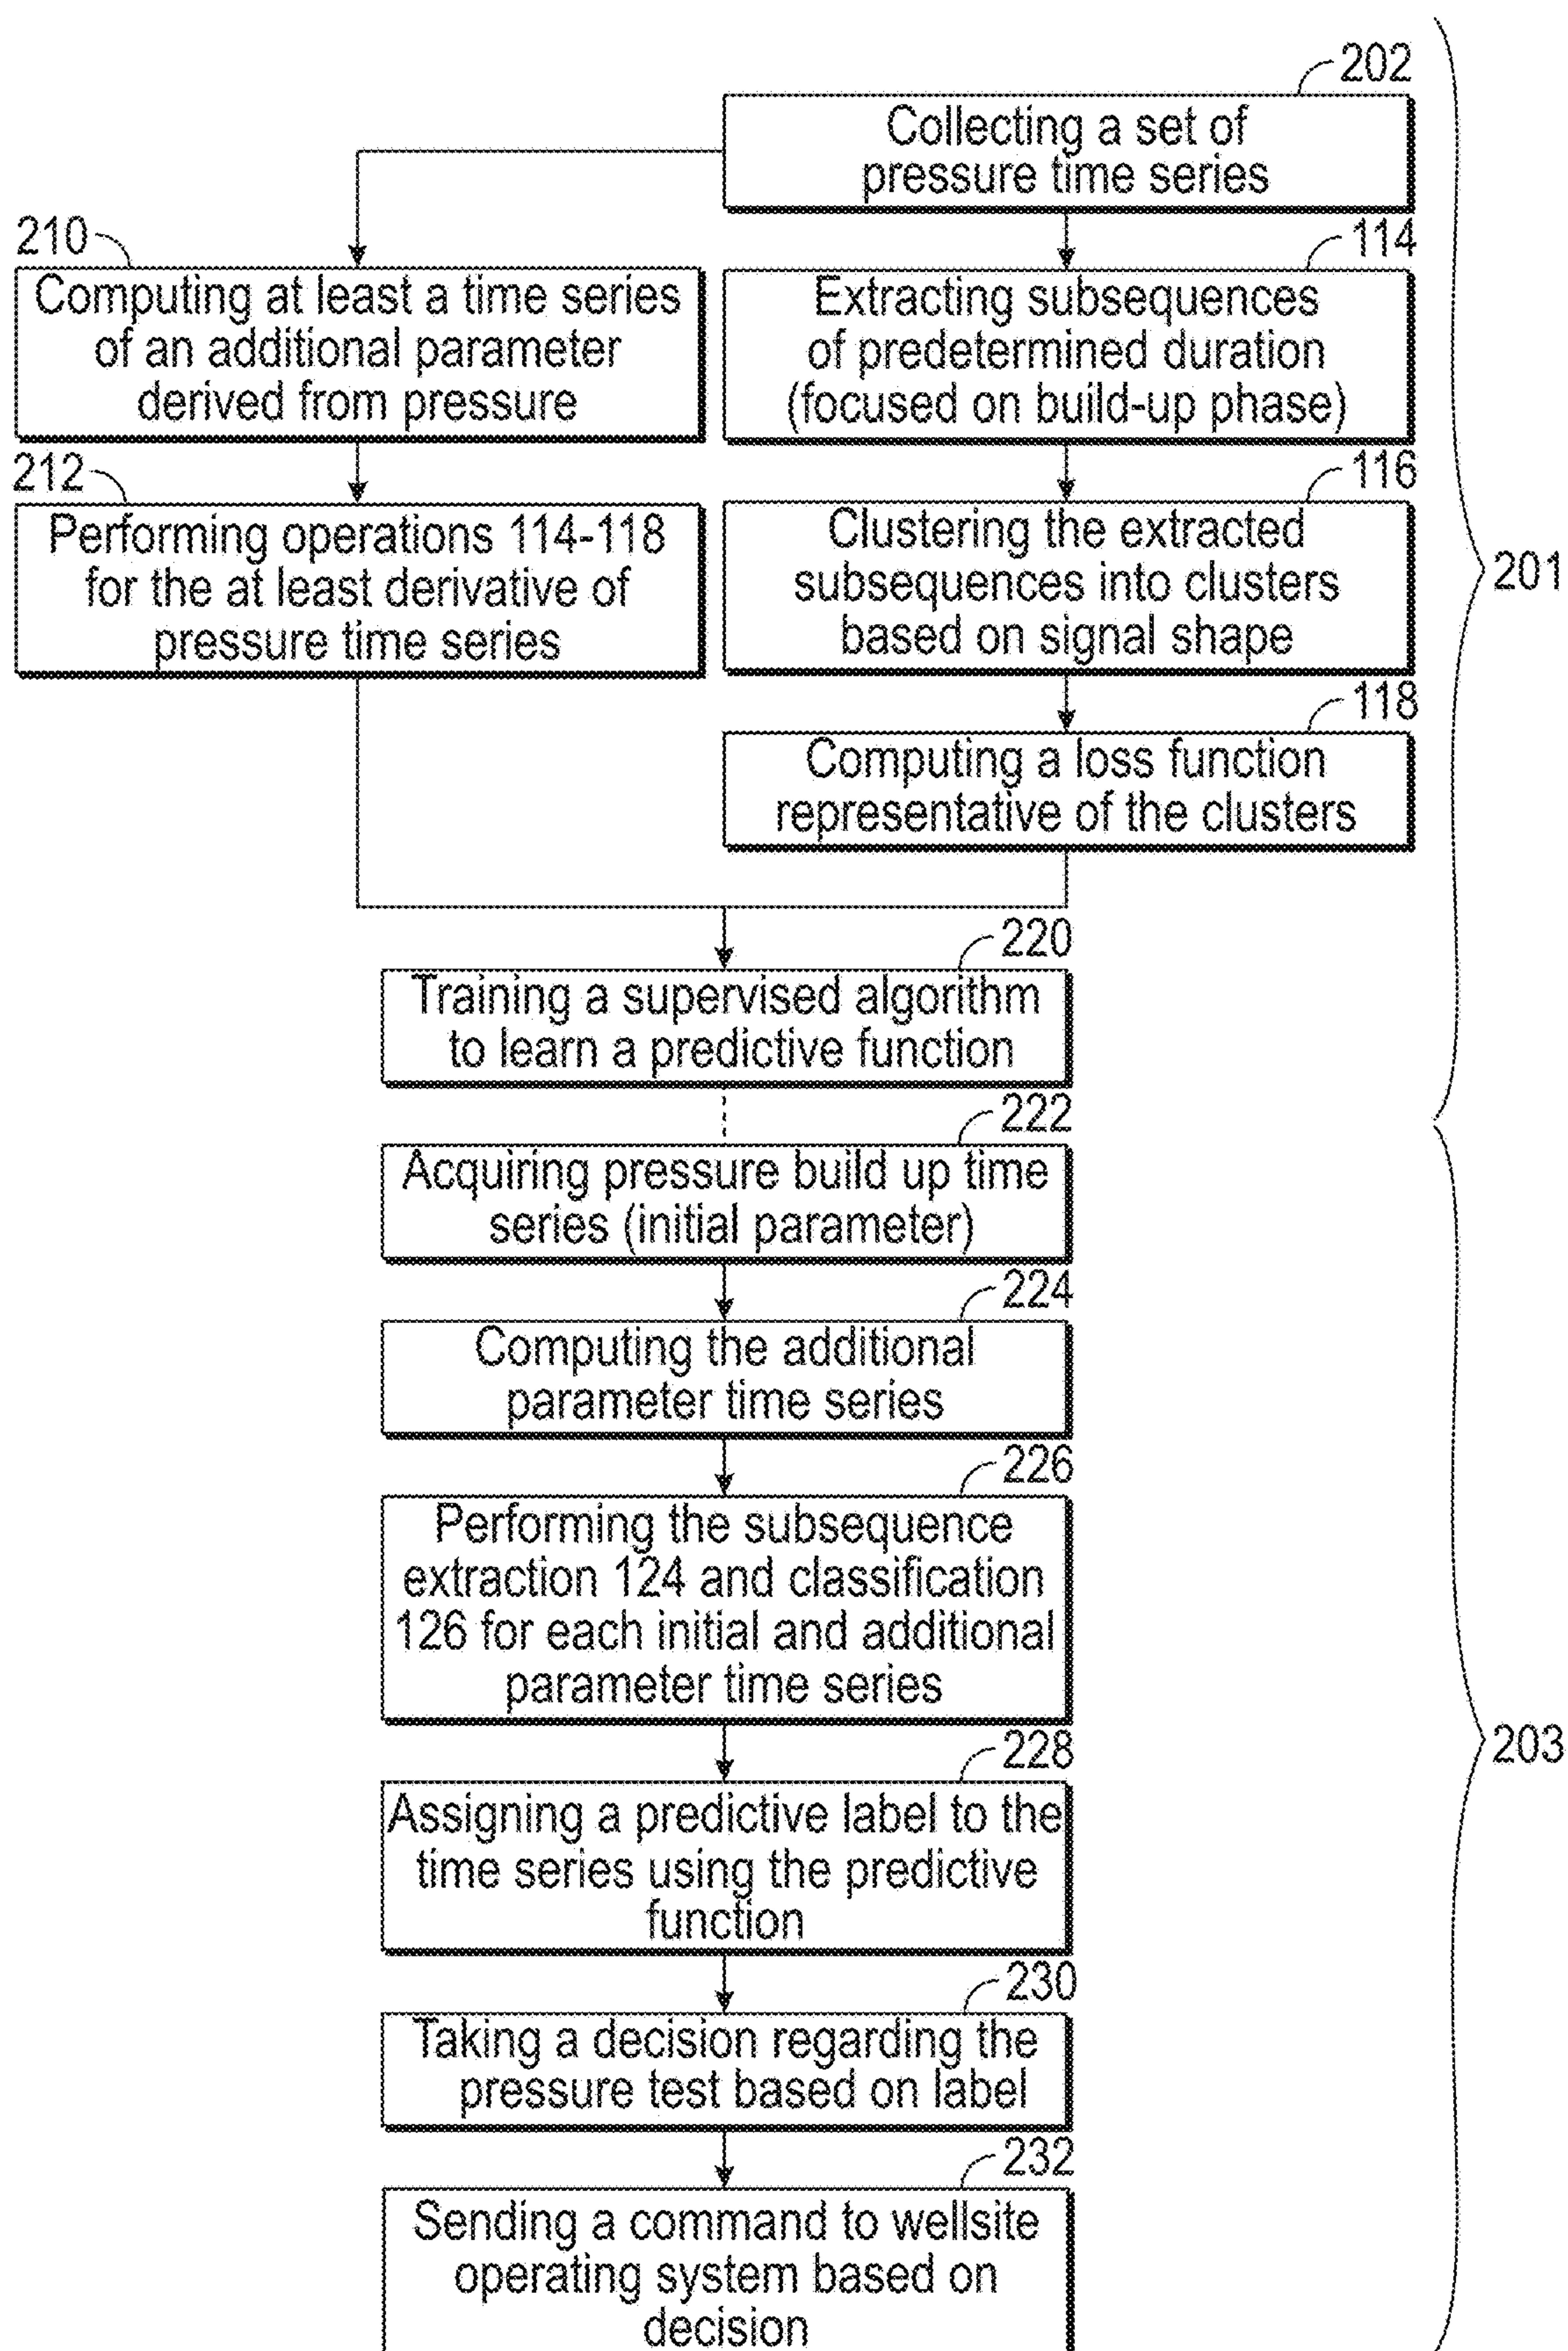 202
Collecting a set of
pressure time series
210
Computing at least a time series
of an additional parameter
derived from pressure
114
Extracting subsequences
of predetermined duration
(focused on build-up phase)
212
Performing operations 114-118
for the at least derivative of
pressure time series
116
Clustering the extracted
subsequences into clusters
based on signal shape
201
118
Computing a loss function
representative of the clusters
220
Training a supervised algorithm
to learn a predictive function
222
Acquiring pressure build up time
series (initial parameter)
224
Computing the additional
parameter time series
226
Performing the subsequence
extraction 124 and classification
126 for each initial and additional
parameter time series
203
228
Assigning a predictive label to the
time series using the predictive
function
230
Taking a decision regarding the
pressure test based on label
232
Sending a command to wellsite
operating system based on
decision